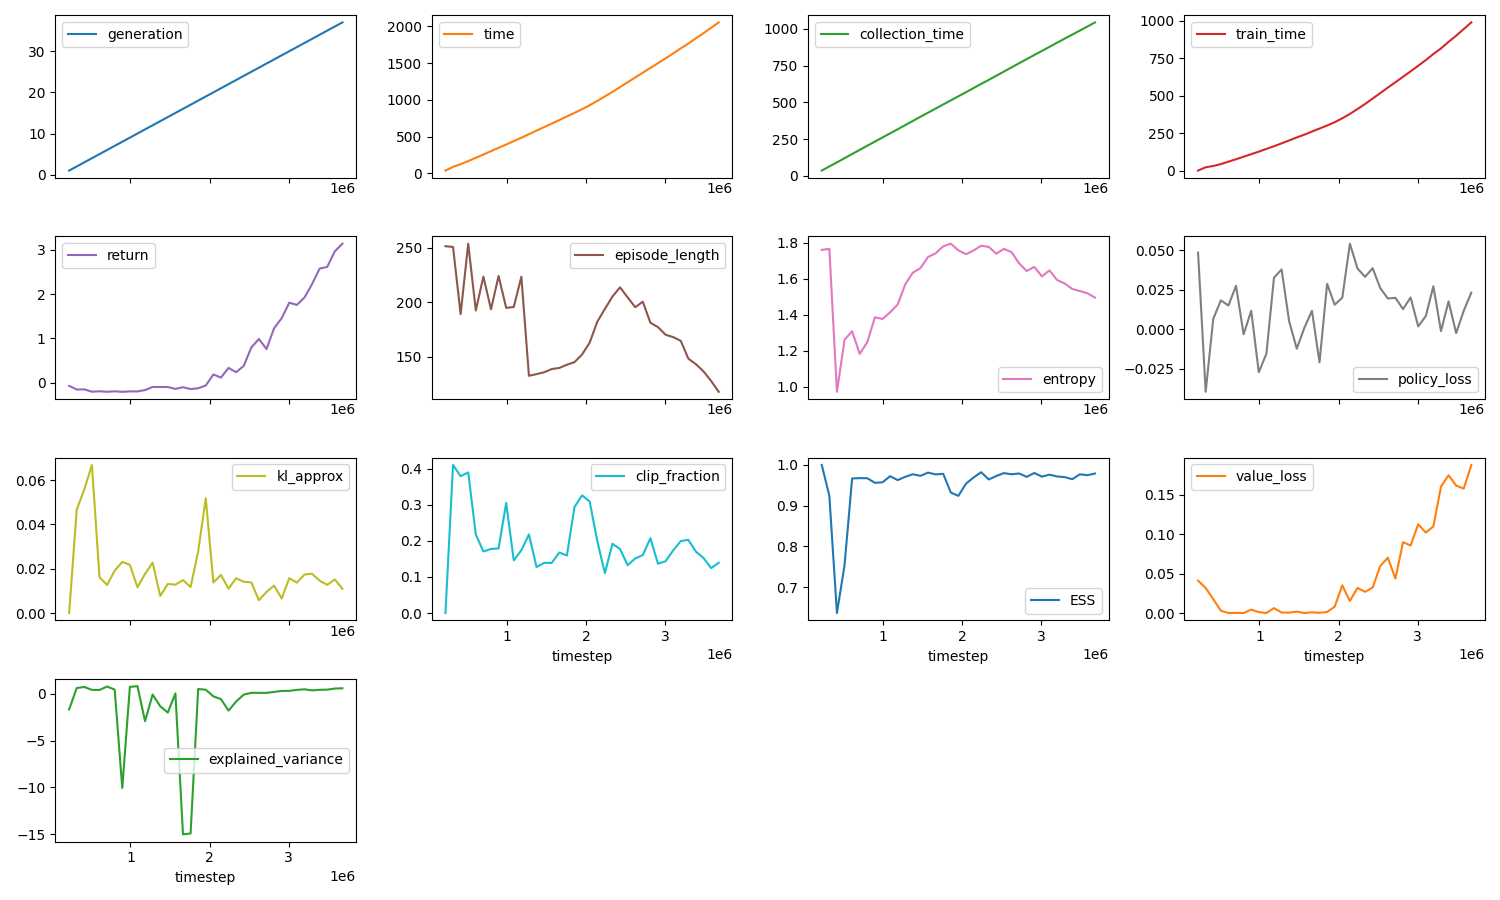 generation
30
20
10
0
1e6
time
2000
1500
1000
500
0
1e6
collection_time
1000
750
500
250
0
1e6
train_time
1000
750
500
250
0
1e6
return
3
2
1
0
1e6
episode_length
250
200
150
1e6
entropy
1.8
1.6
1.4
1.2
1.0
1e6
policy_loss
0.050
0.025
0.000
−0.025
1e6
kl_approx
0.06
0.04
0.02
0.00
1e6
clip_fraction
0.4
0.3
0.2
0.1
0.0
1 2 3
timestep
1e6
ESS
1.0
0.9
0.8
0.7
1 2 3
timestep
1e6
value_loss
0.15
0.10
0.05
0.00
1 2 3
timestep
1e6
explained_variance
0
−5
−10
−15
1 2 3
timestep
1e6